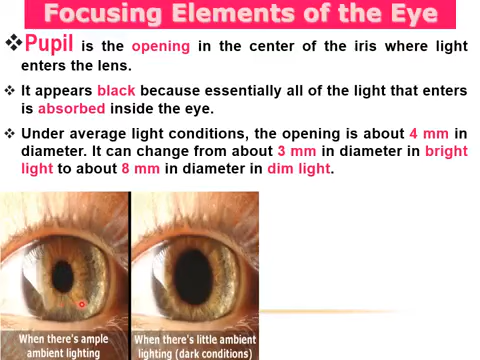 Focusing Elements of the Eye
❖Pupil is the opening in the center of the iris where light
enters the lens.
❖ It appears black because essentially all of the light that enters
is absorbed inside the eye.
❖ Under average light conditions, the opening is about 4 mm in
diameter. It can change from about 3 mm in diameter in bright
light to about 8 mm in diameter in dim light.
When there's ample
ambient lighting
When there's little ambient
lighting (dark conditions)